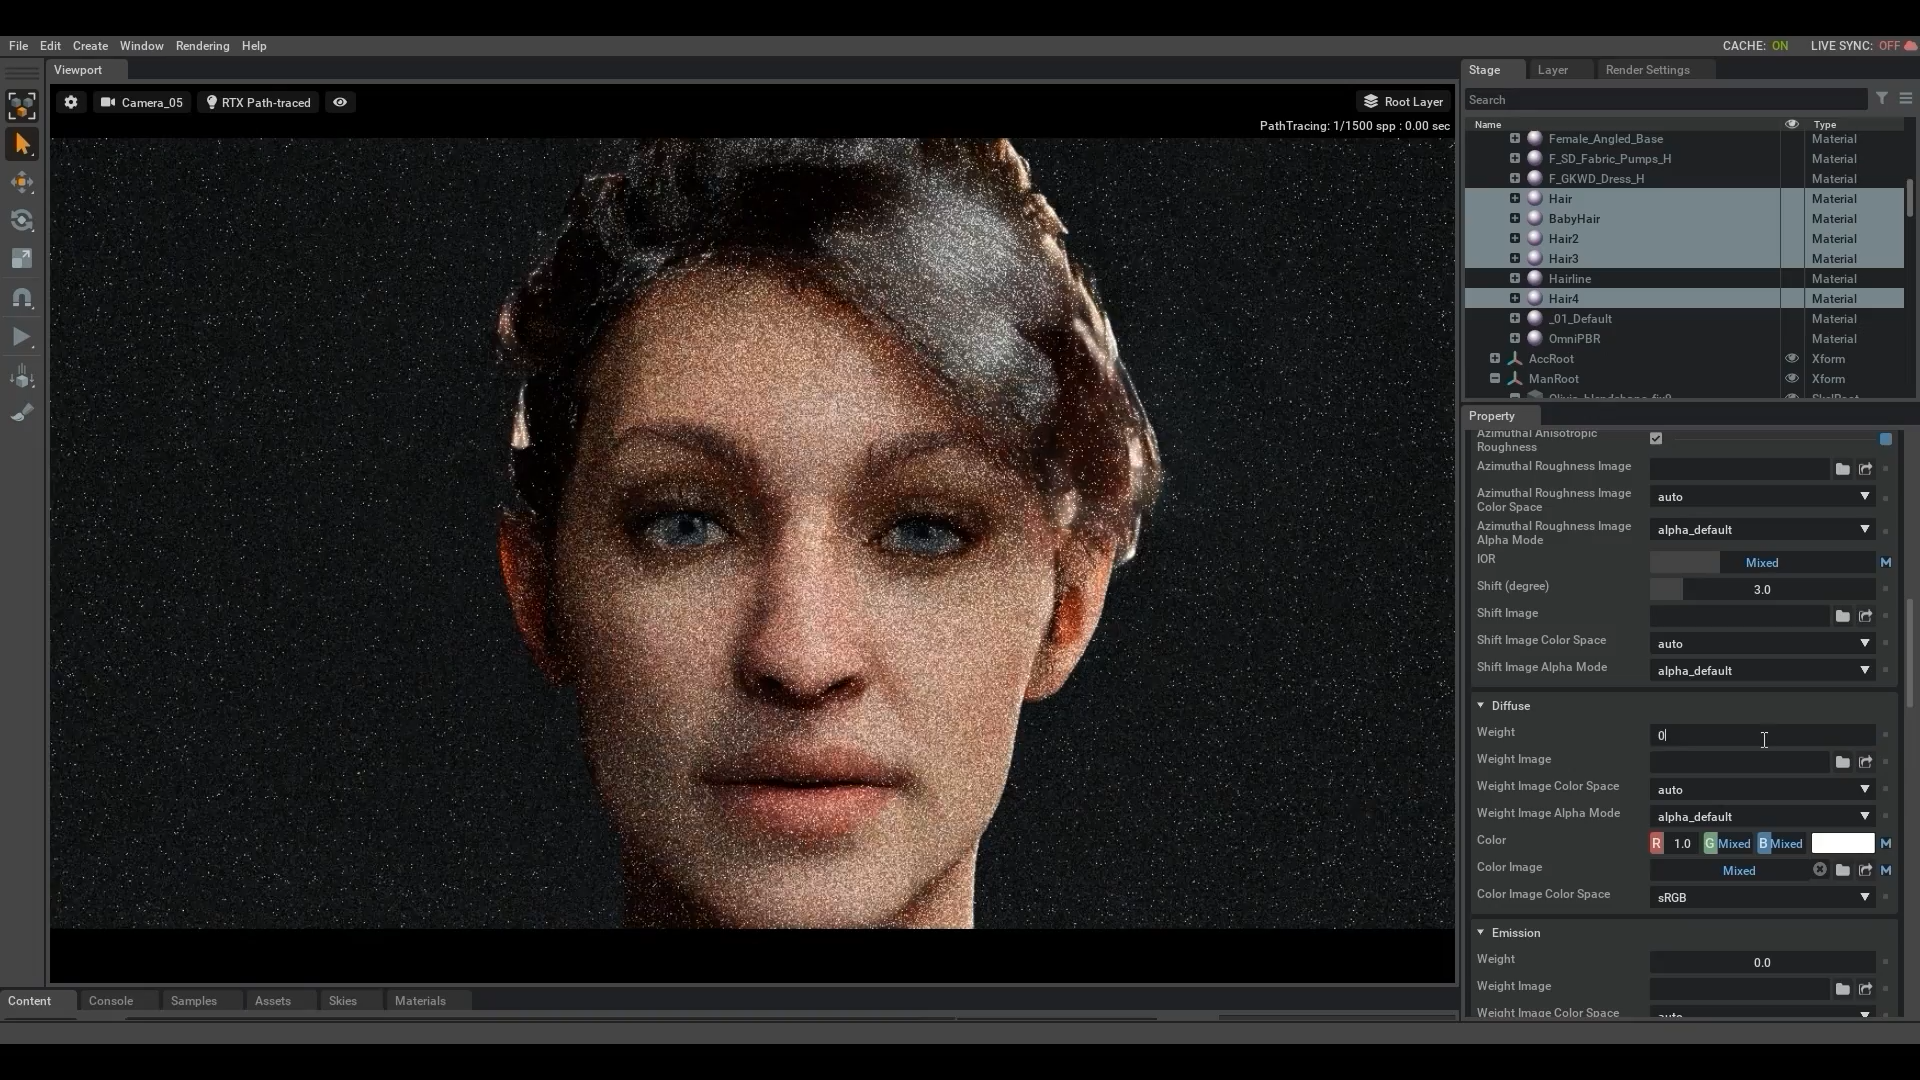 File Edit Create Window Rendering Help
CACHE: ON LIVE SYNC: OFF
Viewport
Camera_05 RTX Path-traced
Root Layer
PathTracing: 1/1500 spp : 0.00 sec
Stage Layer Render Settings
Search
Name Type
Female_Angled_Base Material
F_SD_Fabric_Pumps_H Material
F_GKWD_Dress_H Material
Hair Material
BabyHair Material
Hair2 Material
Hair3 Material
Hairline Material
Hair4 Material
_01_Default Material
OmniPBR Material
AccRoot Xform
ManRoot Xform
Property
Azimuthal Anisotropic
Roughness
Azimuthal Roughness Image
Azimuthal Roughness Image
Color Space auto
Azimuthal Roughness Image
Alpha Mode alpha_default
IOR Mixed M
Shift (degree) 3.0
Shift Image
Shift Image Color Space auto
Shift Image Alpha Mode alpha_default
Diffuse
Weight 0
Weight Image
Weight Image Color Space auto
Weight Image Alpha Mode alpha_default
Color R 1.0 G Mixed B Mixed M
Color Image Mixed M
Color Image Color Space sRGB
Emission
Weight 0.0
Weight Image
Weight Image Color Space auto
Content Console Samples Assets Skies Materials